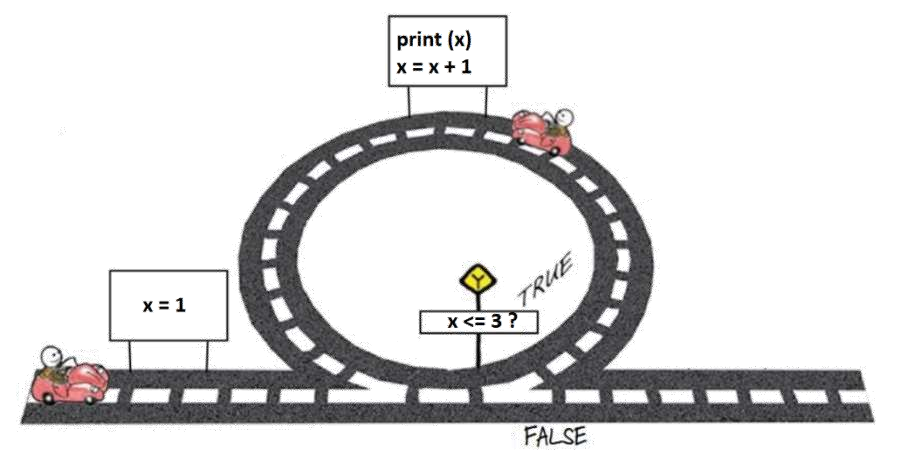 print (x)
x = x + 1
x = 1
Y
TRUE
x <= 3 ?
FALSE